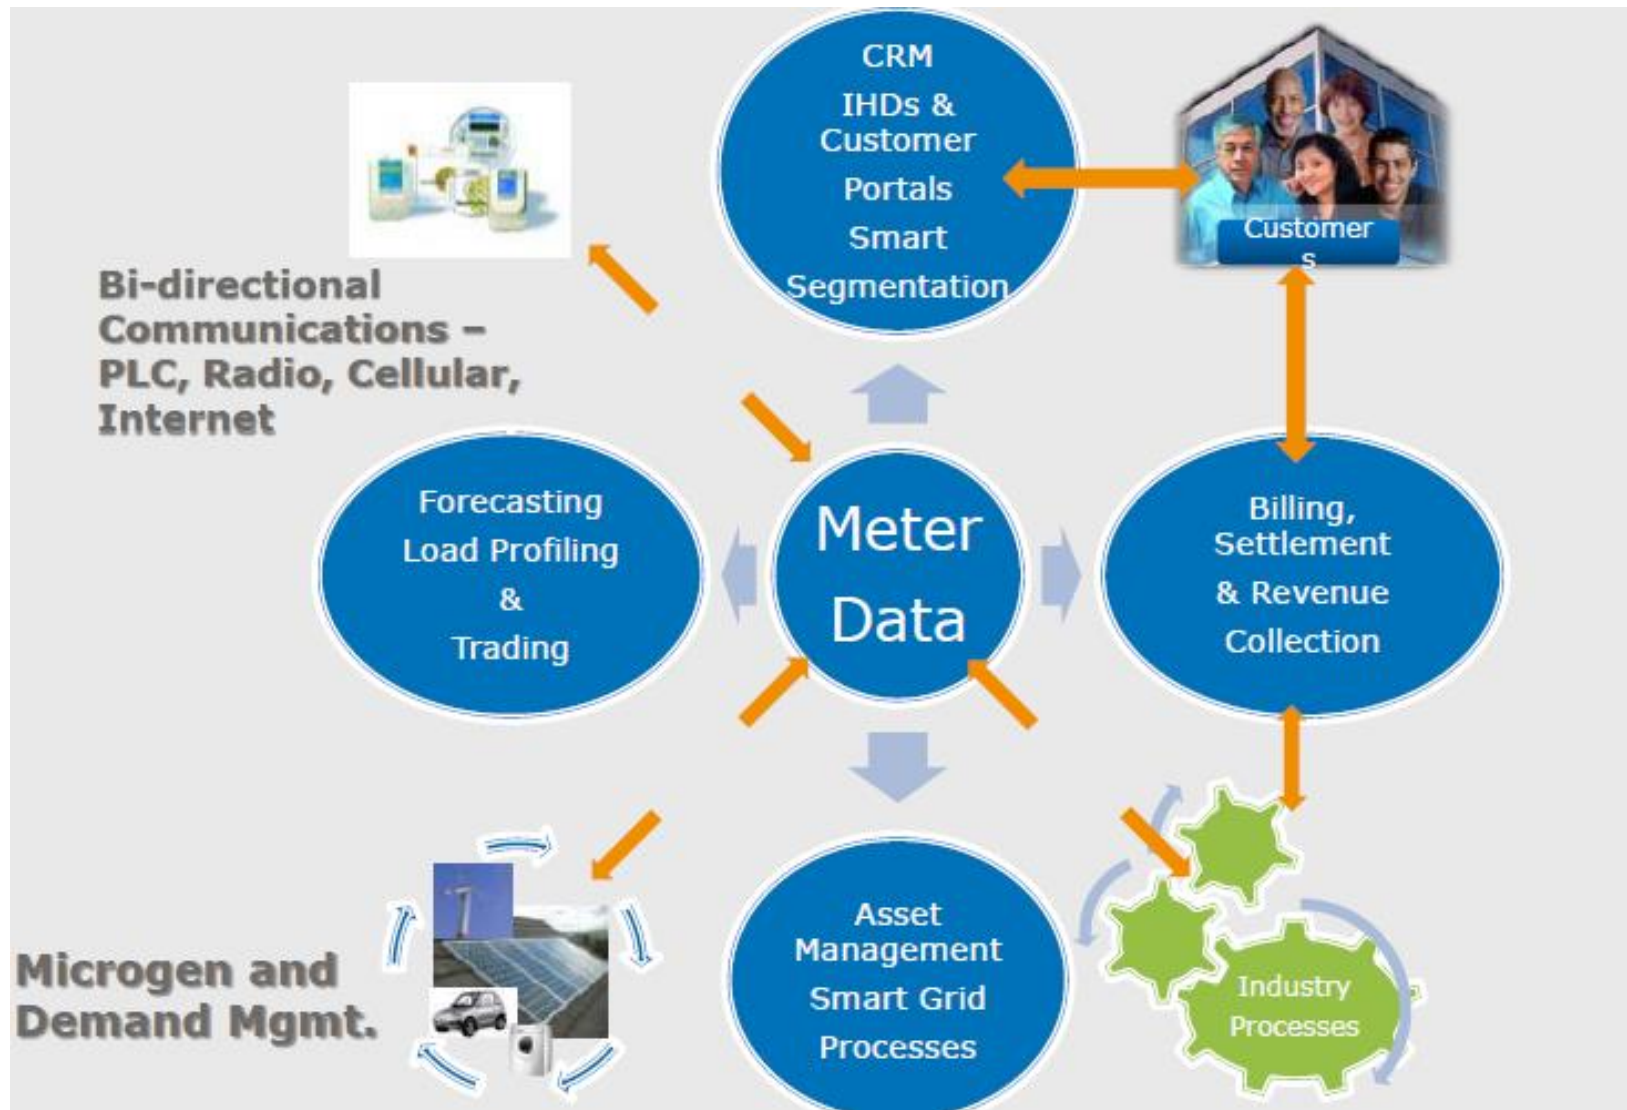 CRM
IHDs &
Customer
Portals
Smart
Segmentation
Customer
s
Bi-directional
Communications –
PLC, Radio, Cellular,
Internet
Forecasting
Load Profiling
&
Trading
Meter
Data
Billing,
Settlement
& Revenue
Collection
Microgen and
Demand Mgmt.
Asset
Management
Smart Grid
Processes
Industry
Processes